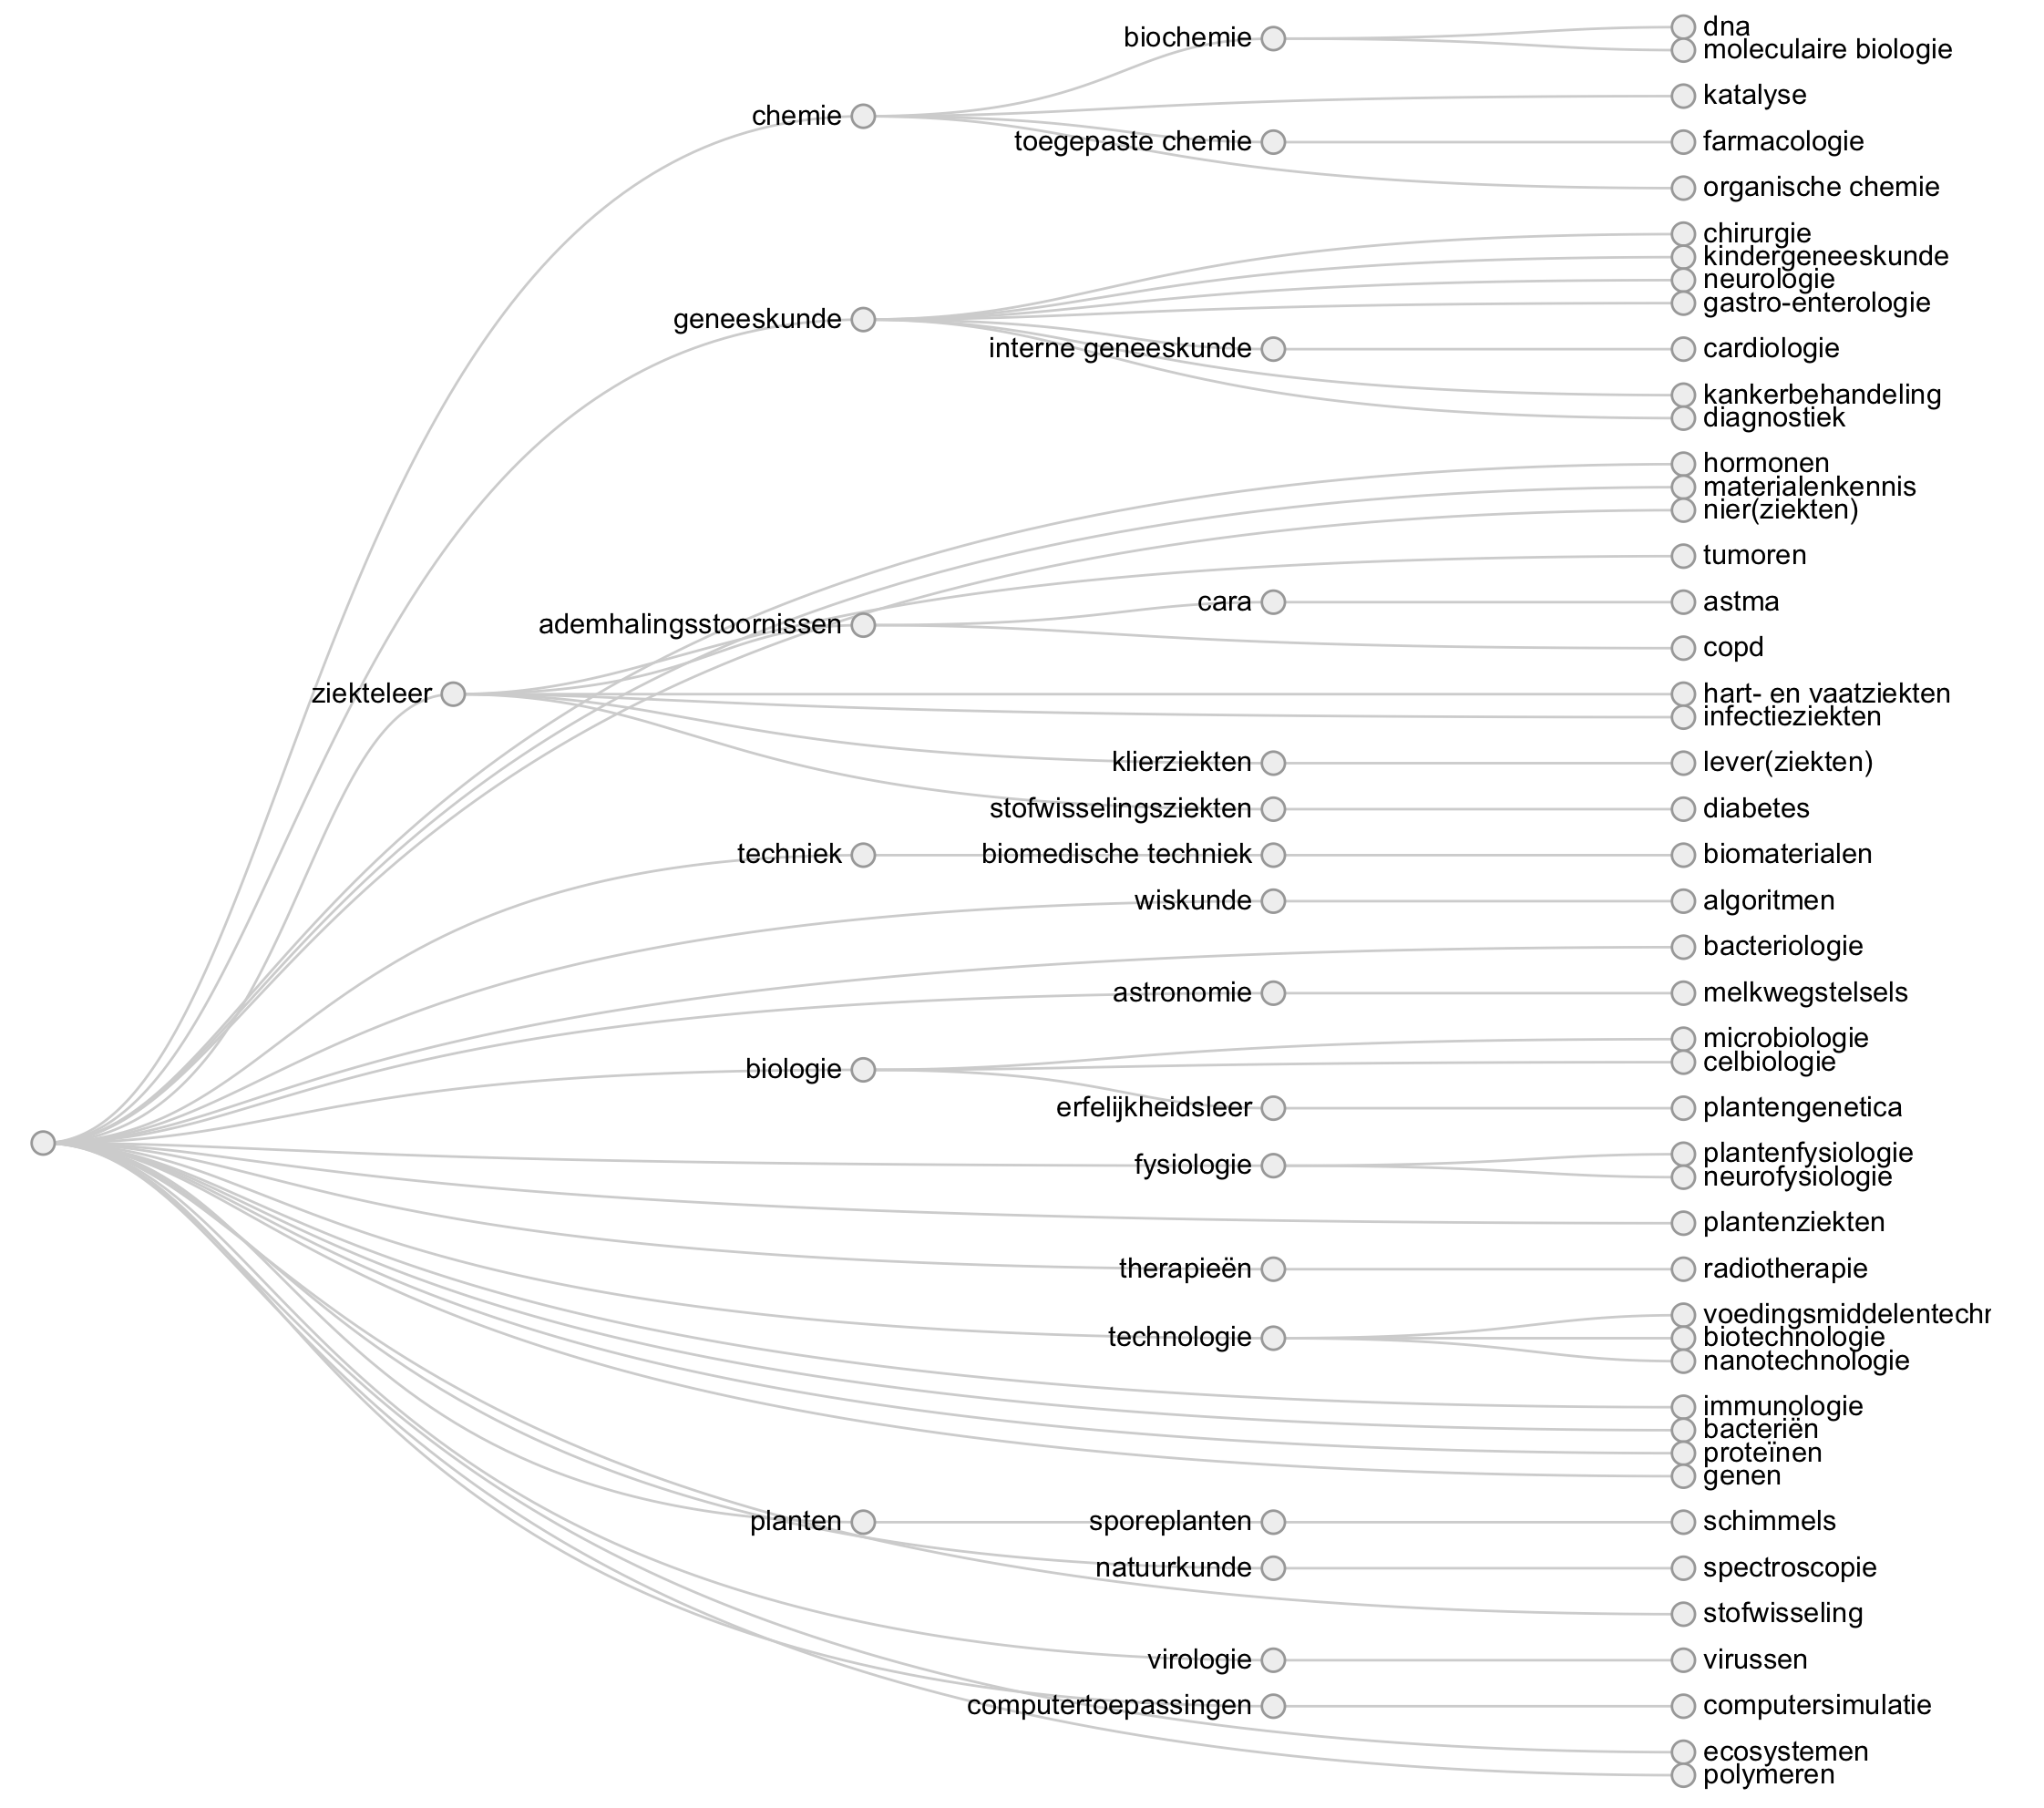 dna
biochemie
moleculaire biologie
katalyse
chemie
toegepaste chemie
farmacologie
organische chemie
chirurgie
kindergeneeskunde
neurologie
gastro-enterologie
geneeskunde
interne geneeskunde
cardiologie
kankerbehandeling
diagnostiek
hormonen
materialenkennis
nier(ziekten)
tumoren
cara
astma
ademhalingsstoornissen
copd
ziekteleer
hart- en vaatziekten
infectieziekten
klierziekten
lever(ziekten)
stofwisselingsziekten
diabetes
techniek
biomedische techniek
biomaterialen
wiskunde
algoritmen
bacteriologie
astronomie
melkwegstelsels
microbiologie
celbiologie
biologie
erfelijkheidsleer
plantengenetica
plantenfysiologie
fysiologie
neurofysiologie
plantenziekten
therapieën
radiotherapie
voedingsmiddelentechn
technologie
biotechnologie
nanotechnologie
immunologie
bacteriën
proteïnen
genen
planten
sporeplanten
schimmels
natuurkunde
spectroscopie
stofwisseling
virologie
virussen
computertoepassingen
computersimulatie
ecosystemen
polymeren